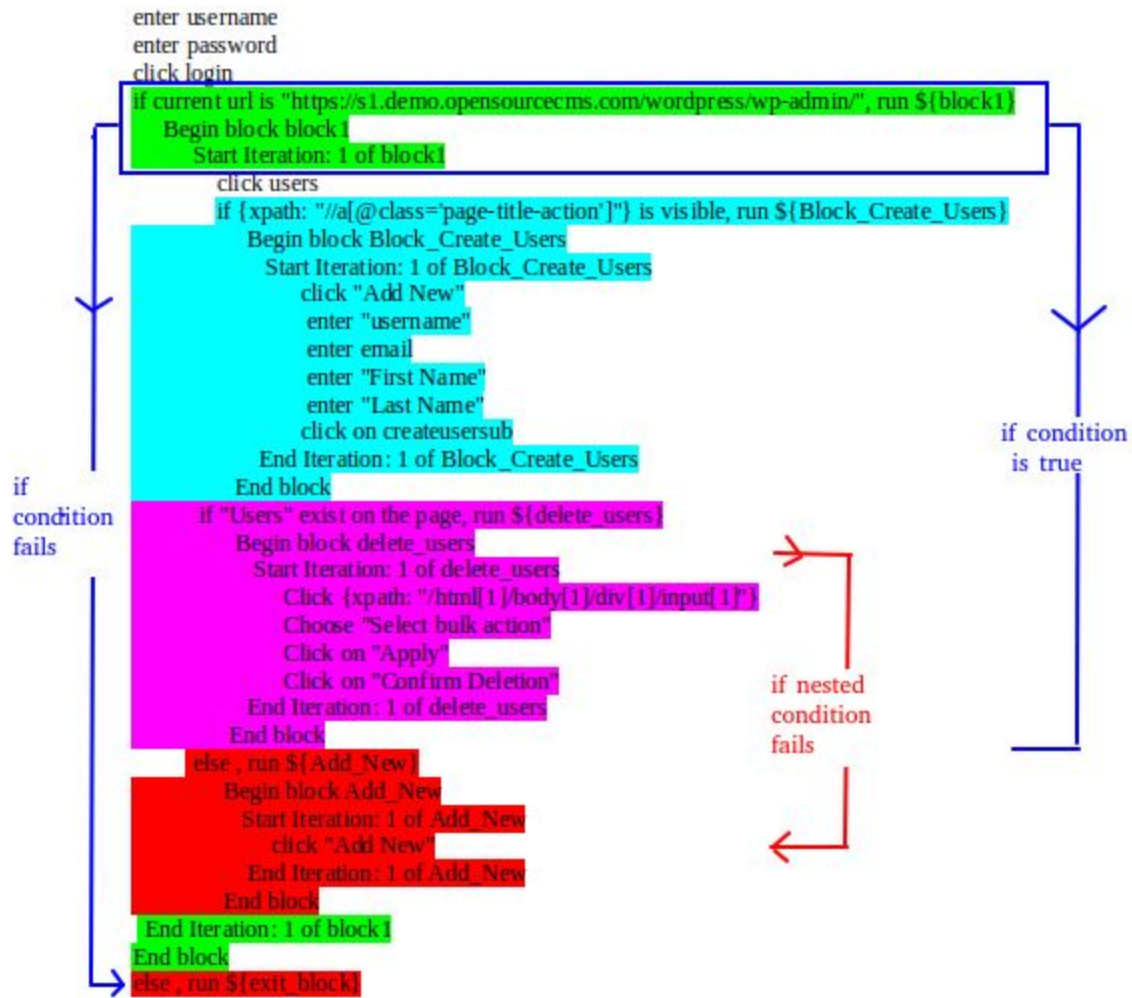 enter username
enter password
click login
if current url is "https://s1.demo.opensourcecms.com/wordpress/wp-admin/", run ${block1}
Begin block block1
Start Iteration: 1 of block1
click users
if {xpath: "//a[@class='page-title-action']"} is visible, run ${Block_Create_Users}
Begin block Block_Create_Users
Start Iteration: 1 of Block_Create_Users
click "Add New"
enter "username"
enter email
enter "First Name"
enter "Last Name"
click on createusersub
End Iteration: 1 of Block_Create_Users
End block
if "Users" exist on the page, run ${delete_users}
Begin block delete_users
Start Iteration: 1 of delete_users
Click {xpath: "/html[1]/body[1]/div[1]/input[1]"}
Choose "Select bulk action"
Click on "Apply"
Click on "Confirm Deletion"
End Iteration: 1 of delete_users
End block
else , run ${Add_New}
Begin block Add_New
Start Iteration: 1 of Add_New
click "Add New"
End Iteration: 1 of Add_New
End block
End Iteration: 1 of block1
End block
else , run ${exit_block}
if
condition
fails
if condition
is true
if nested
condition
fails